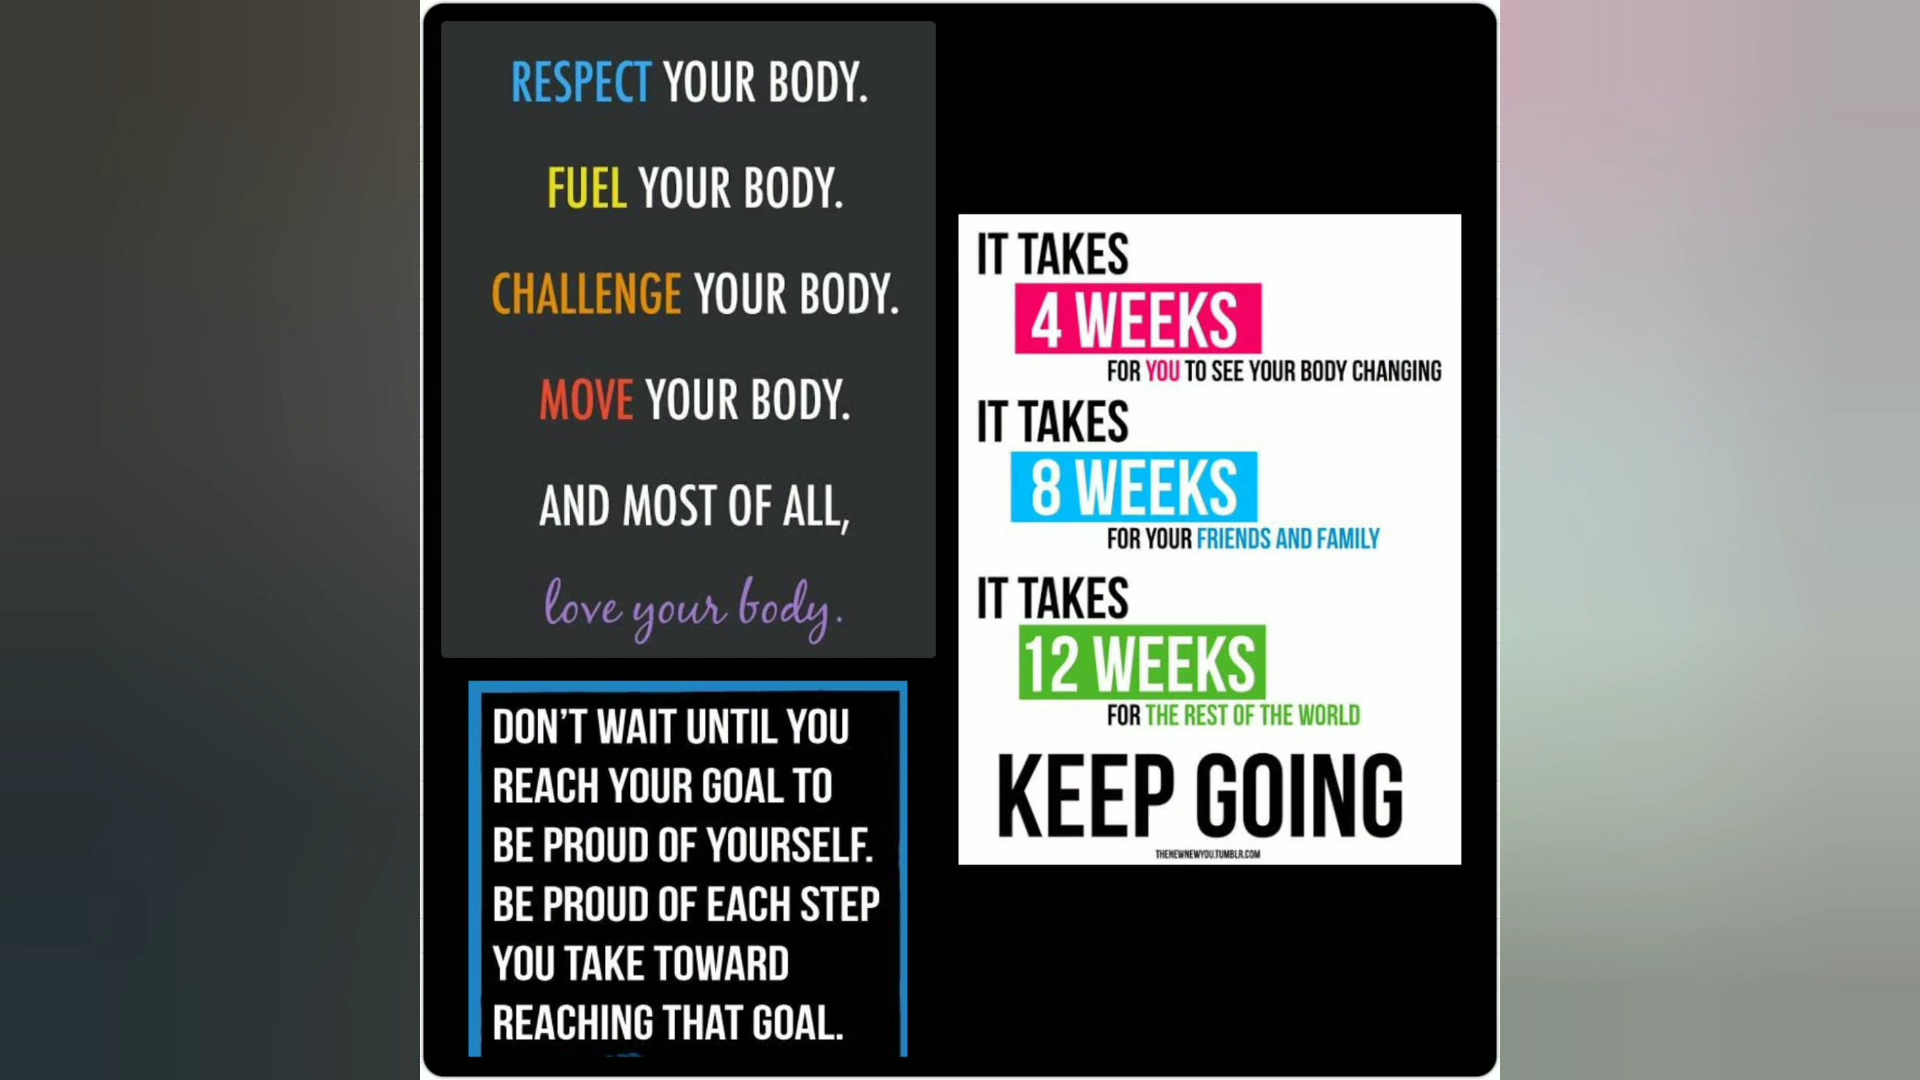 RESPECT YOUR BODY.
FUEL YOUR BODY.
CHALLENGE YOUR BODY.
MOVE YOUR BODY.
AND MOST OF ALL,
love your body.
DON'T WAIT UNTIL YOU
REACH YOUR GOAL TO
BE PROUD OF YOURSELF.
BE PROUD OF EACH STEP
YOU TAKE TOWARD
REACHING THAT GOAL.
IT TAKES
4 WEEKS
FOR YOU TO SEE YOUR BODY CHANGING
IT TAKES
8 WEEKS
FOR YOUR FRIENDS AND FAMILY
IT TAKES
12 WEEKS
FOR THE REST OF THE WORLD
KEEP GOING
THENEWNEWYOU.TUMBLR.COM